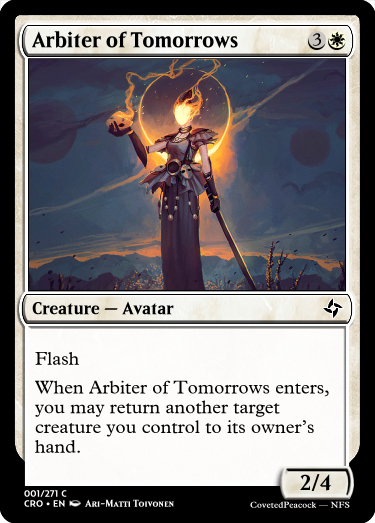 Arbiter of Tomorrows 3
Creature — Avatar
Flash
When Arbiter of Tomorrows enters,
you may return another target
creature you control to its owner's
hand.
2/4
001/271 C
CRO • EN Ari-Matti Toivonen
CovetedPeacock — NFS